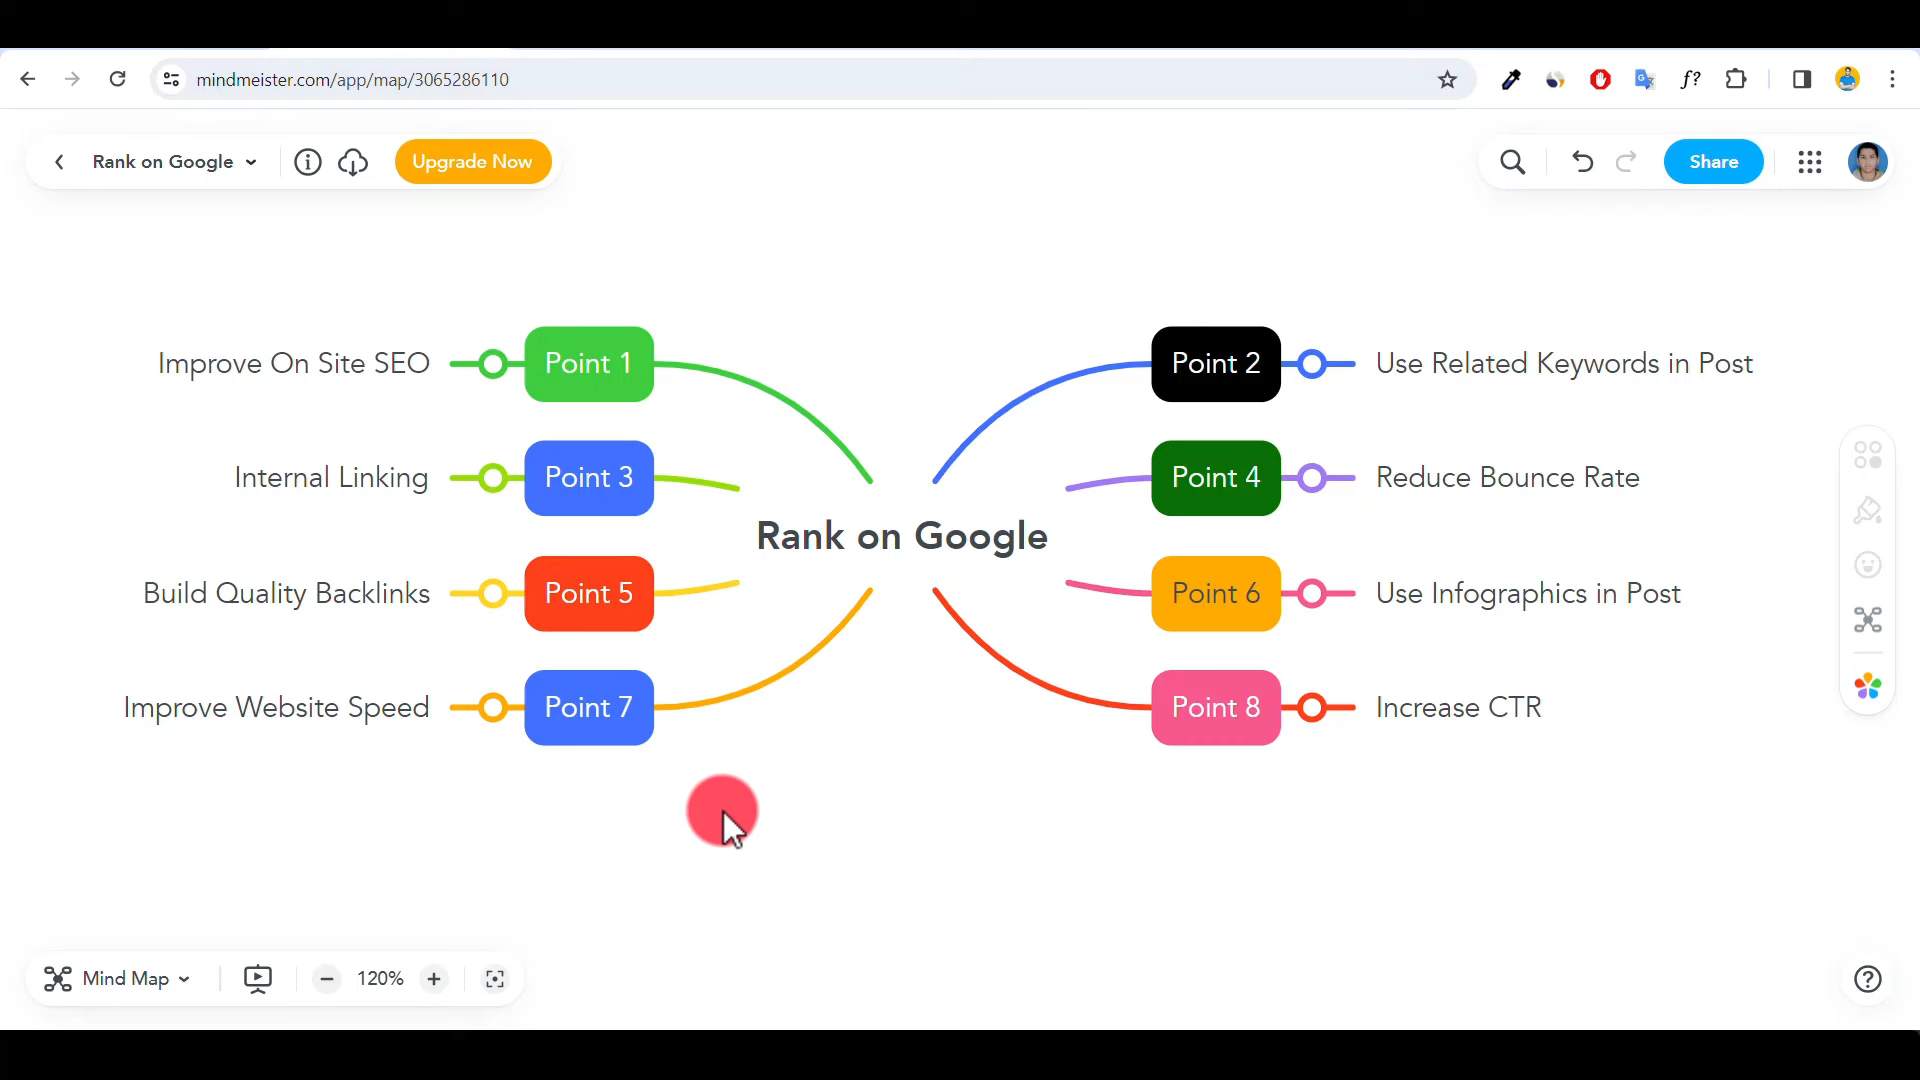 mindmeister.com/app/map/3065286110
f?
Rank on Google
Upgrade Now
Share
Improve On Site SEO
Point 1
Point 2
Use Related Keywords in Post
Internal Linking
Point 3
Point 4
Reduce Bounce Rate
Rank on Google
Build Quality Backlinks
Point 5
Point 6
Use Infographics in Post
Improve Website Speed
Point 7
Point 8
Increase CTR
Mind Map
120%